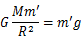 G Mm′/R² = m′g